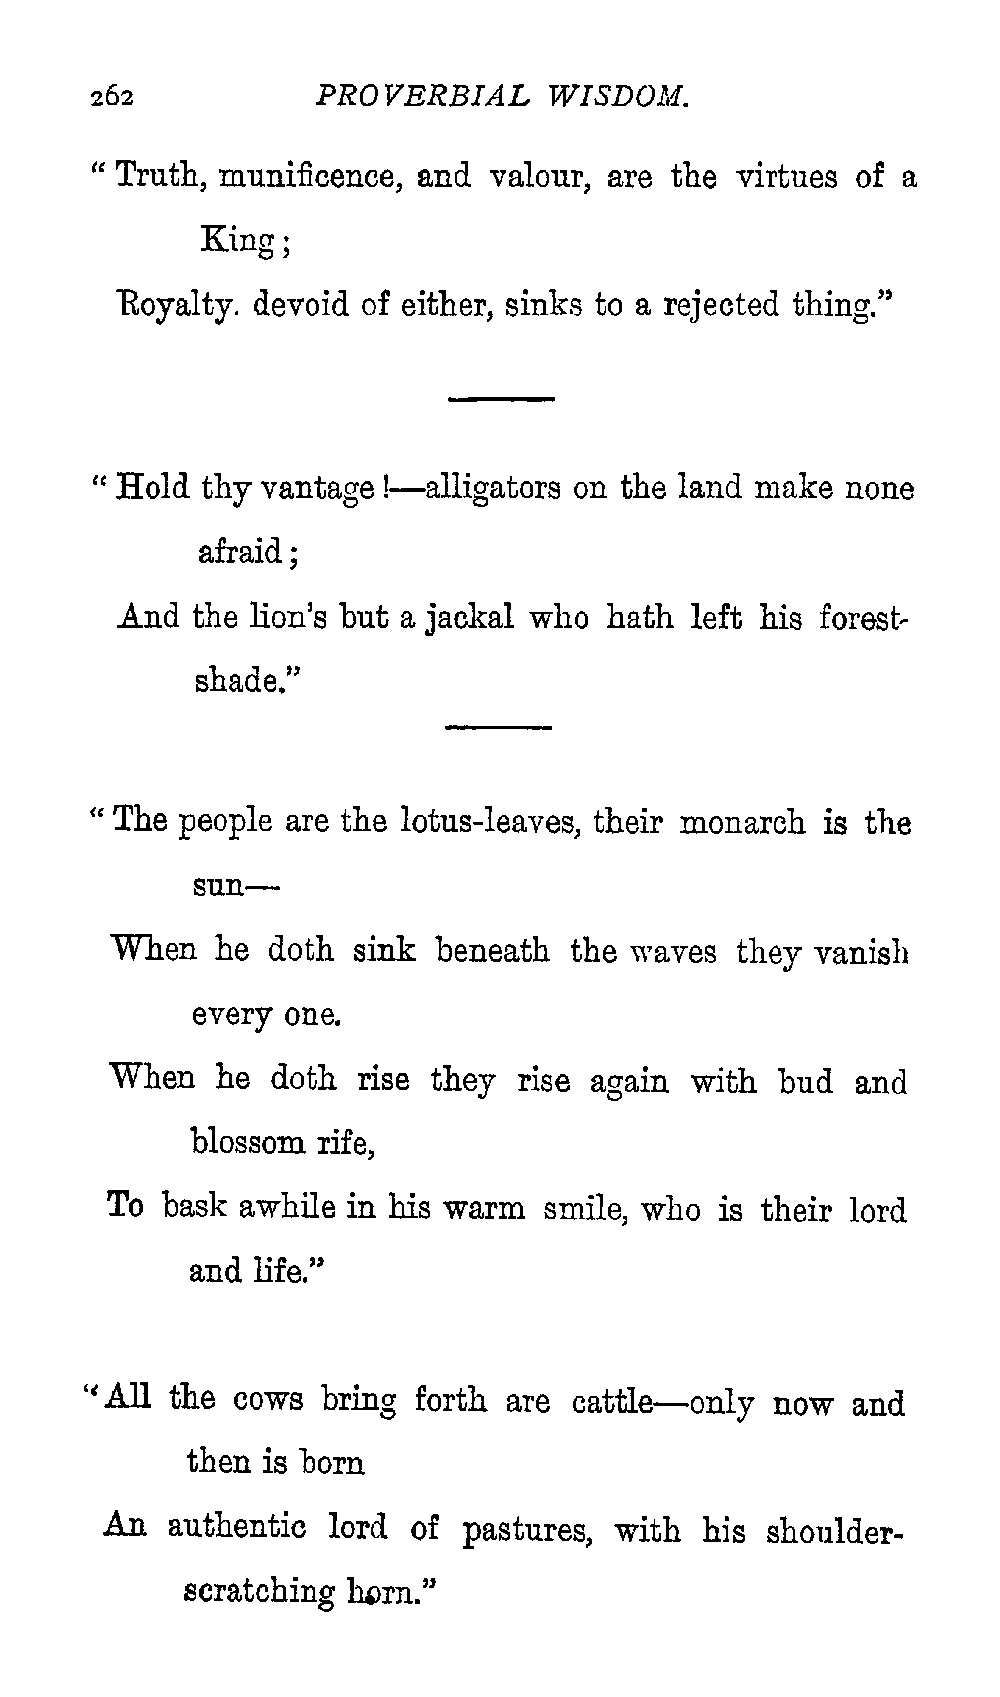 262 PROVERBIAL WISDOM.
“ Truth, munificence, and valour, are the virtues of a
King ;
Royalty. devoid of either, sinks to a rejected thing.”
“ Hold thy vantage !—alligators on the land make none
afraid ;
And the lion’s but a jackal who hath left his forest-
shade.”
“ The people are the lotus-leaves, their monarch is the
sun—
When he doth sink beneath the waves they vanish
every one.
When he doth rise they rise again with bud and
blossom rife,
To bask awhile in his warm smile, who is their lord
and life.”
“All the cows bring forth are cattle—only now and
then is born
An authentic lord of pastures, with his shoulder-
scratching horn.”